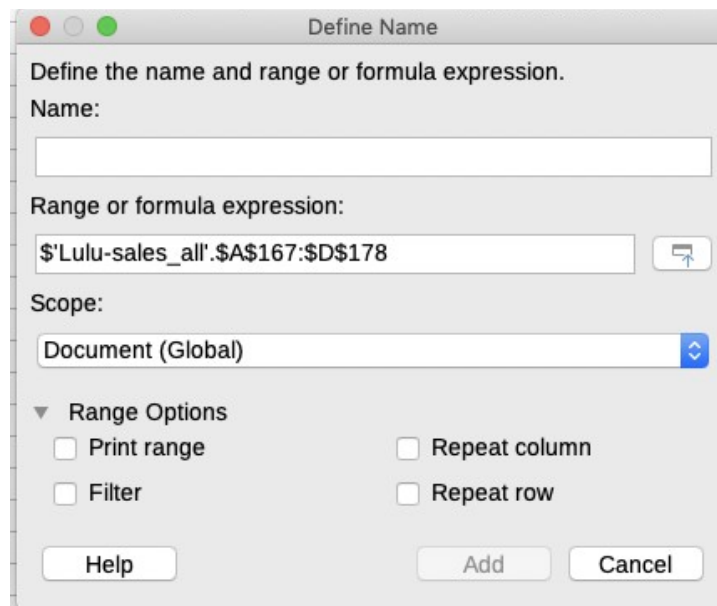 Define Name
Define the name and range or formula expression.
Name:
Range or formula expression:
$'Lulu-sales_all'.$A$167:$D$178
Scope:
Document (Global)
Range Options
Print range Repeat column
Filter Repeat row
Help Add Cancel